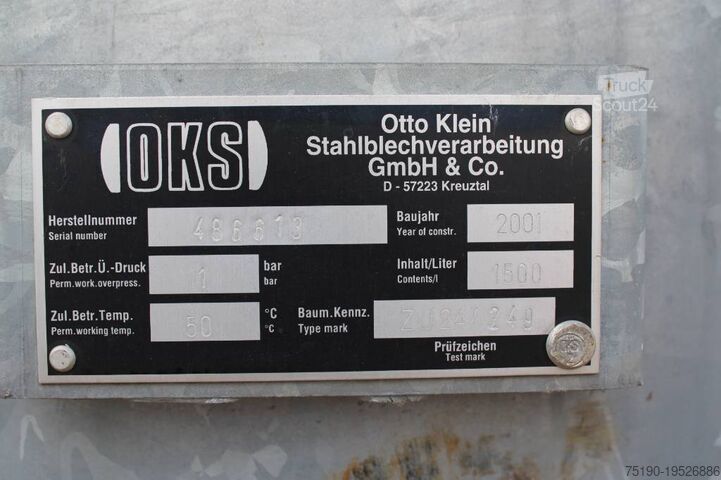 Truck
Scout24
OKS
Otto Klein
Stahlblechverarbeitung
GmbH & Co.
D - 57223 Kreuztal
Herstellnummer
Serial number
486613
Baujahr
Year of constr.
2001
Zul.Betr.Ü.-Druck
Perm.work.overpress.
1
bar
bar
Inhalt/Liter
Contents/l
1500
Zul.Betr.Temp.
Perm.working temp.
50
°C
°C
Baum.Kennz.
Type mark
Prüfzeichen
Test mark
75190-19526886